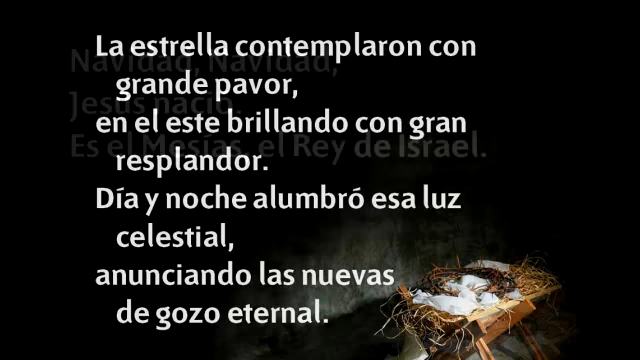 La estrella contemplaron con
grande pavor,
en el este brillando con gran
resplandor.
Día y noche alumbró esa luz
celestial,
anunciando las nuevas
de gozo eternal.
Navidad, Navidad,
Jesús nació.
Es el Mesías, el Rey de Israel.